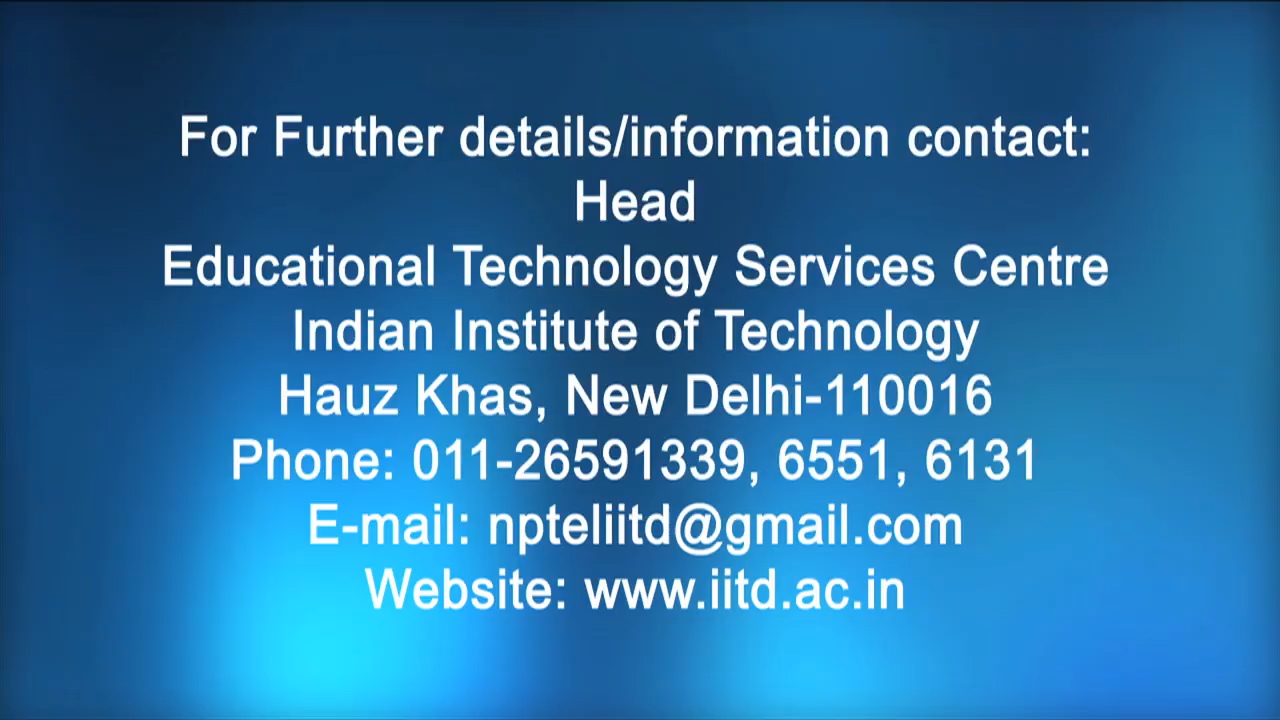 For Further details/information contact:
Head
Educational Technology Services Centre
Indian Institute of Technology
Hauz Khas, New Delhi-110016
Phone: 011-26591339, 6551, 6131
E-mail: npteliitd@gmail.com
Website: www.iitd.ac.in